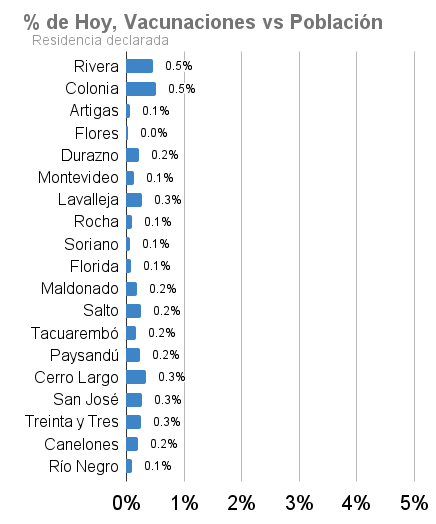 % de Hoy, Vacunaciones vs Población
Residencia declarada
Rivera 0.5%
Colonia 0.5%
Artigas 0.1%
Flores 0.0%
Durazno 0.2%
Montevideo 0.1%
Lavalleja 0.3%
Rocha 0.1%
Soriano 0.1%
Florida 0.1%
Maldonado 0.2%
Salto 0.2%
Tacuarembó 0.2%
Paysandú 0.2%
Cerro Largo 0.3%
San José 0.3%
Treinta y Tres 0.3%
Canelones 0.2%
Río Negro 0.1%
0% 1% 2% 3% 4% 5%